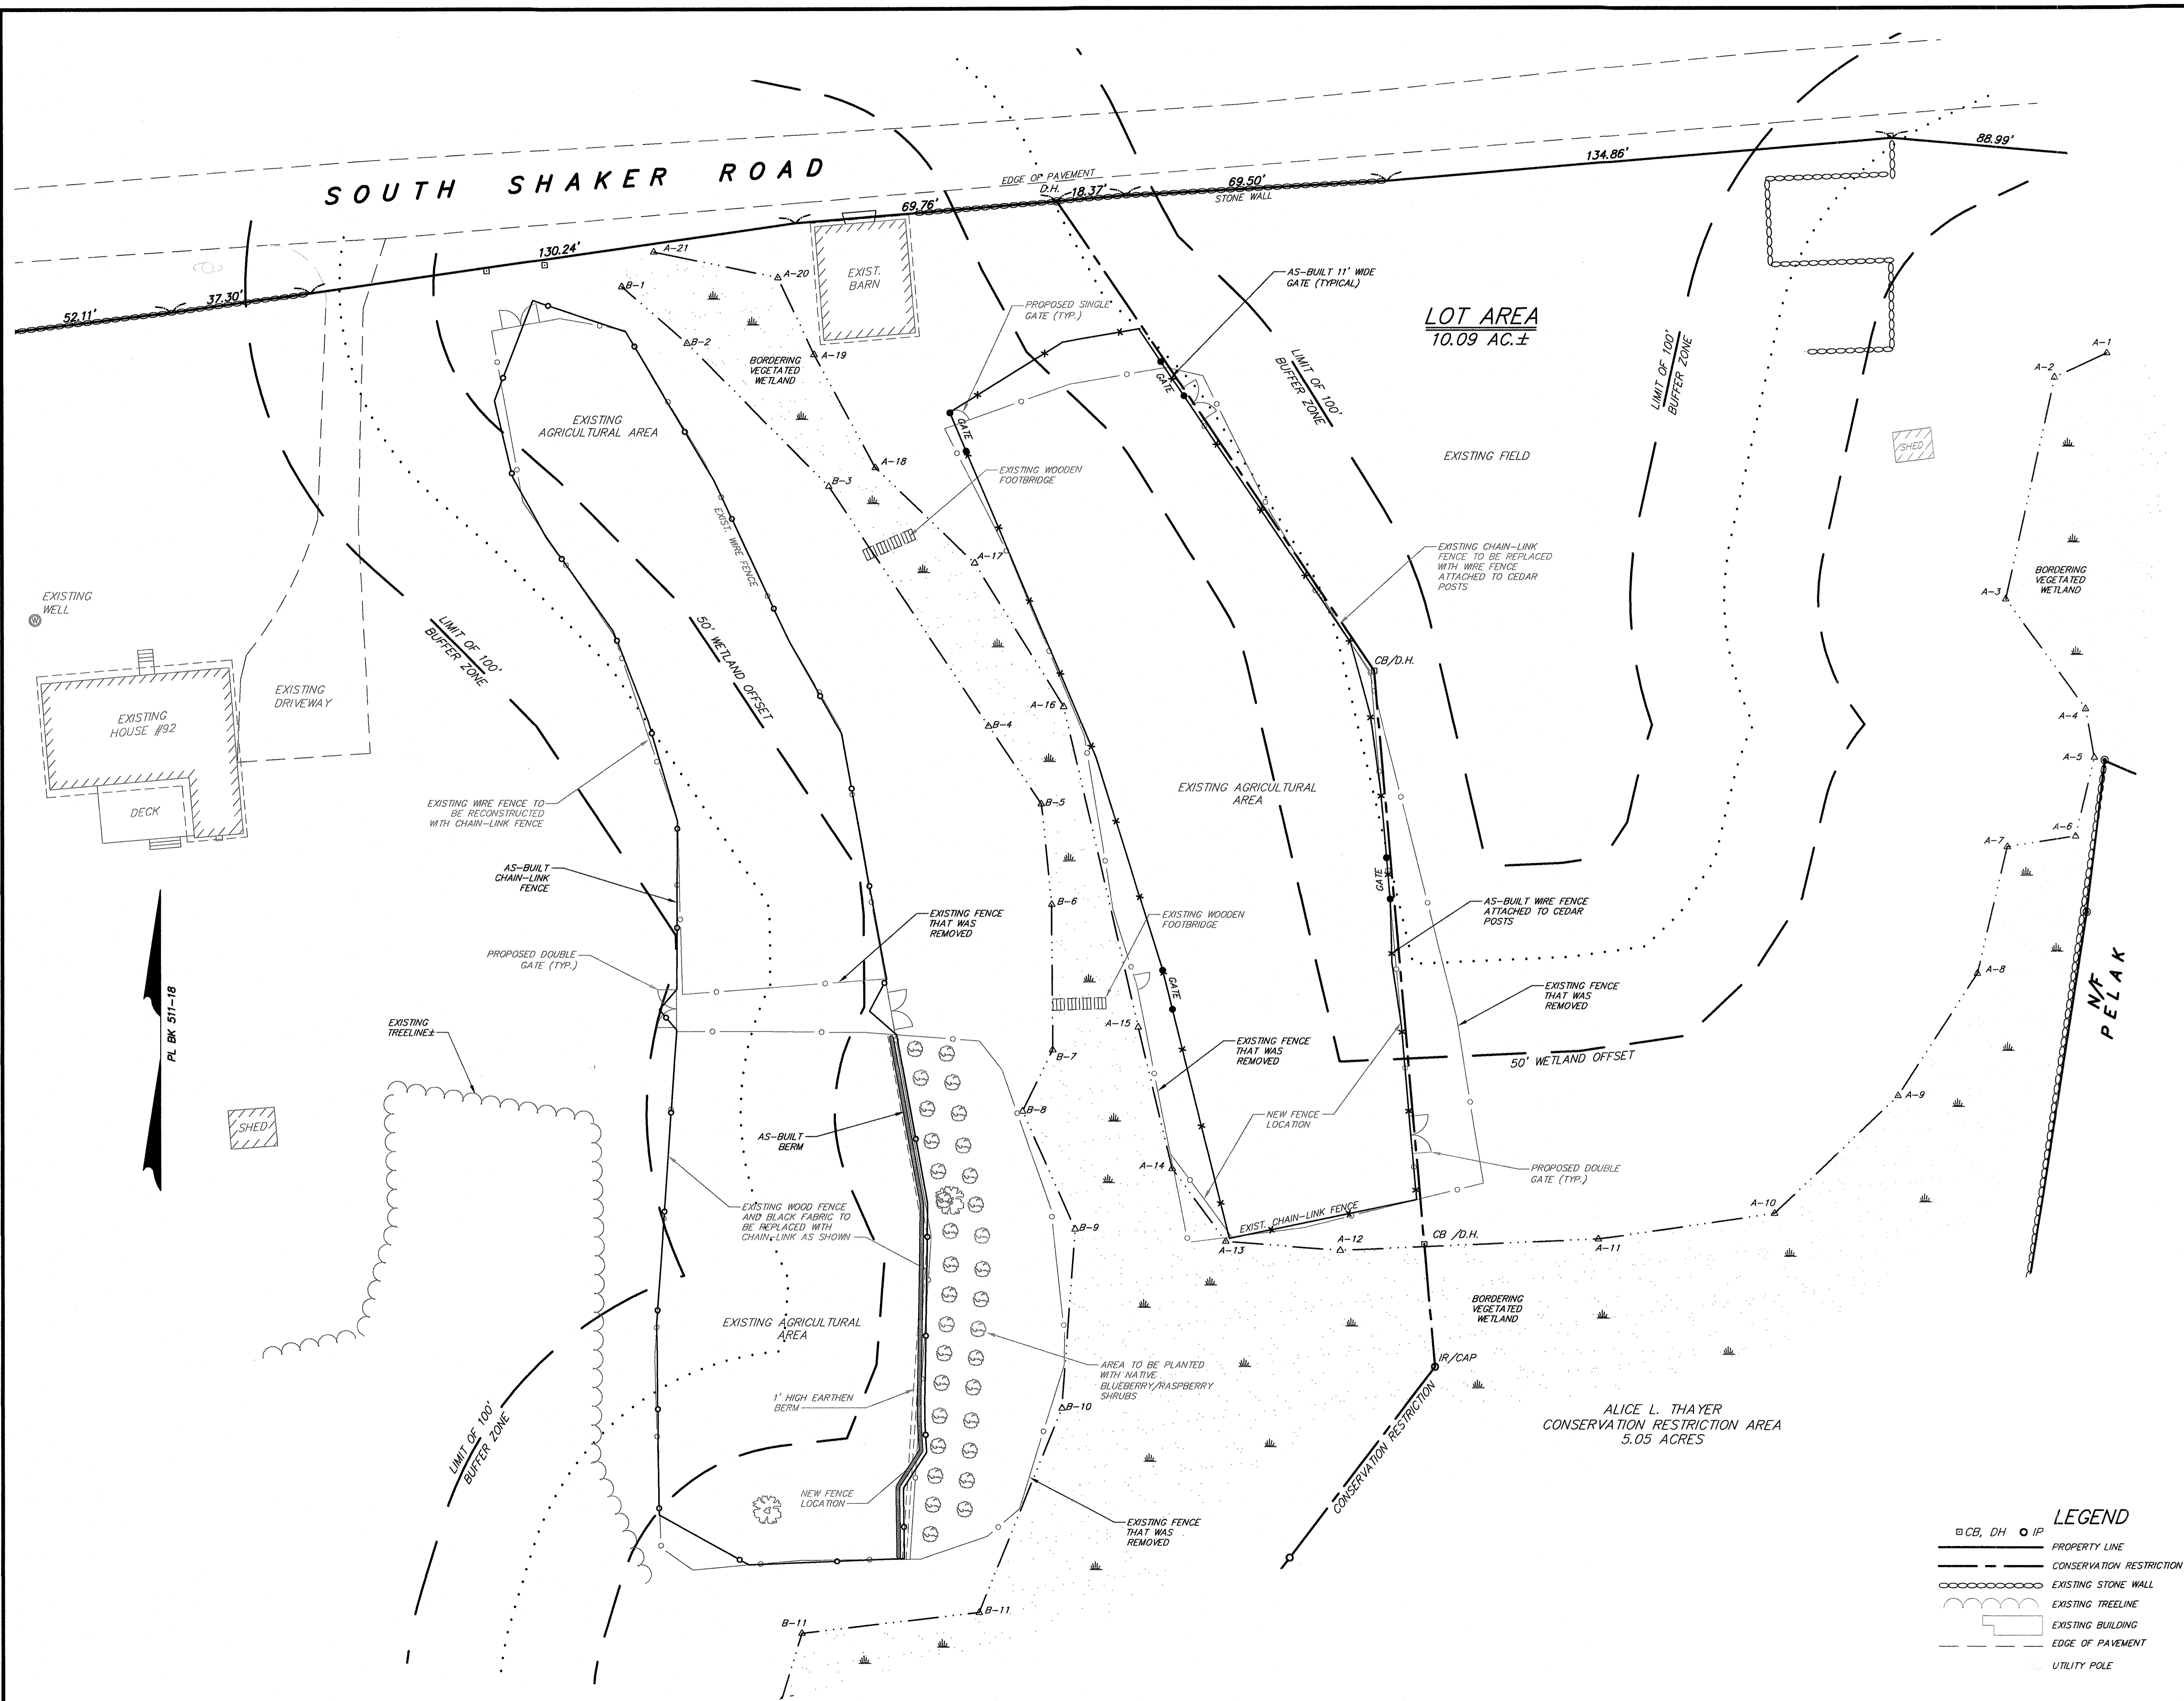 SOUTH SHAKER ROAD
52.11'
37.30'
130.24'
69.76'
EDGE OF PAVEMENT
D.H.
18.37'
69.50'
STONE WALL
134.86'
88.99'
A-21
A-20
B-1
B-2
A-19
EXIST.
BARN
BORDERING
VEGETATED
WETLAND
PROPOSED SINGLE
GATE (TYP.)
AS-BUILT 11' WIDE
GATE (TYPICAL)
LOT AREA
10.09 AC.±
LIMIT OF 100'
BUFFER ZONE
LIMIT OF 100'
BUFFER ZONE
A-1
A-2
GATE
GATE
EXISTING
AGRICULTURAL AREA
A-18
B-3
EXISTING WOODEN
FOOTBRIDGE
EXISTING FIELD
SHED
EXIST. WIRE FENCE
A-17
EXISTING CHAIN-LINK
FENCE TO BE REPLACED
WITH WIRE FENCE
ATTACHED TO CEDAR
POSTS
BORDERING
VEGETATED
WETLAND
A-3
EXISTING
WELL
W
LIMIT OF 100'
BUFFER ZONE
50' WETLAND OFFSET
CB/D.H.
EXISTING
DRIVEWAY
EXISTING
HOUSE #92
DECK
A-16
B-4
A-4
A-5
A-6
A-7
EXISTING AGRICULTURAL
AREA
B-5
EXISTING WIRE FENCE TO
BE RECONSTRUCTED
WITH CHAIN-LINK FENCE
AS-BUILT
CHAIN-LINK
FENCE
GATE
B-6
EXISTING FENCE
THAT WAS
REMOVED
EXISTING WOODEN
FOOTBRIDGE
AS-BUILT WIRE FENCE
ATTACHED TO CEDAR
POSTS
PROPOSED DOUBLE
GATE (TYP.)
GATE
A-8
N/F
PELAK
EXISTING FENCE
THAT WAS
REMOVED
PL BK 511-18
EXISTING
TREELINE±
A-15
B-7
EXISTING FENCE
THAT WAS
REMOVED
50' WETLAND OFFSET
SHED
B-8
A-9
AS-BUILT
BERM
NEW FENCE
LOCATION
A-14
PROPOSED DOUBLE
GATE (TYP.)
EXISTING WOOD FENCE
AND BLACK FABRIC TO
BE REPLACED WITH
CHAIN-LINK AS SHOWN
B-9
EXIST. CHAIN-LINK FENCE
A-13
A-12
CB /D.H.
A-11
A-10
BORDERING
VEGETATED
WETLAND
EXISTING AGRICULTURAL
AREA
AREA TO BE PLANTED
WITH NATIVE
BLUEBERRY/RASPBERRY
SHRUBS
IR/CAP
1' HIGH EARTHEN
BERM
B-10
CONSERVATION RESTRICTION
ALICE L. THAYER
CONSERVATION RESTRICTION AREA
5.05 ACRES
LIMIT OF 100'
BUFFER ZONE
NEW FENCE
LOCATION
EXISTING FENCE
THAT WAS
REMOVED
B-11
B-11
LEGEND
CB, DH IP
PROPERTY LINE
CONSERVATION RESTRICTION
EXISTING STONE WALL
EXISTING TREELINE
EXISTING BUILDING
EDGE OF PAVEMENT
UTILITY POLE